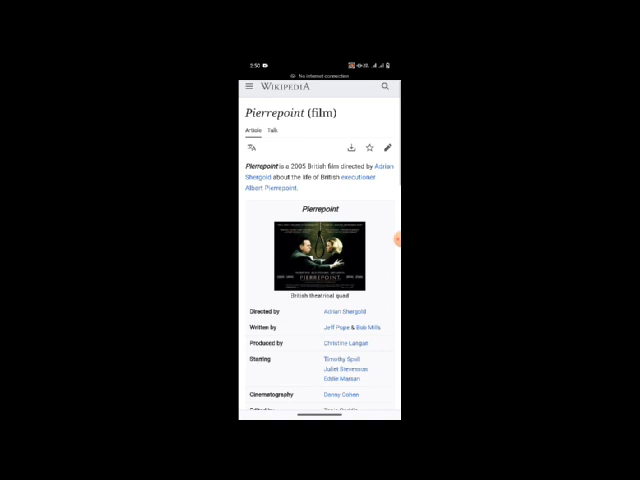 2:50
No internet connection
WIKIPEDIA
Pierrepoint (film)
Article Talk
Pierrepoint is a 2005 British film directed by Adrian
Shergold about the life of British executioner
Albert Pierrepoint.
Pierrepoint
PIERREPOINT
British theatrical quad
Directed by Adrian Shergold
Written by Jeff Pope & Bob Mills
Produced by Christine Langan
Starring Timothy Spall
Juliet Stevenson
Eddie Marsan
Cinematography Danny Cohen
Edited by